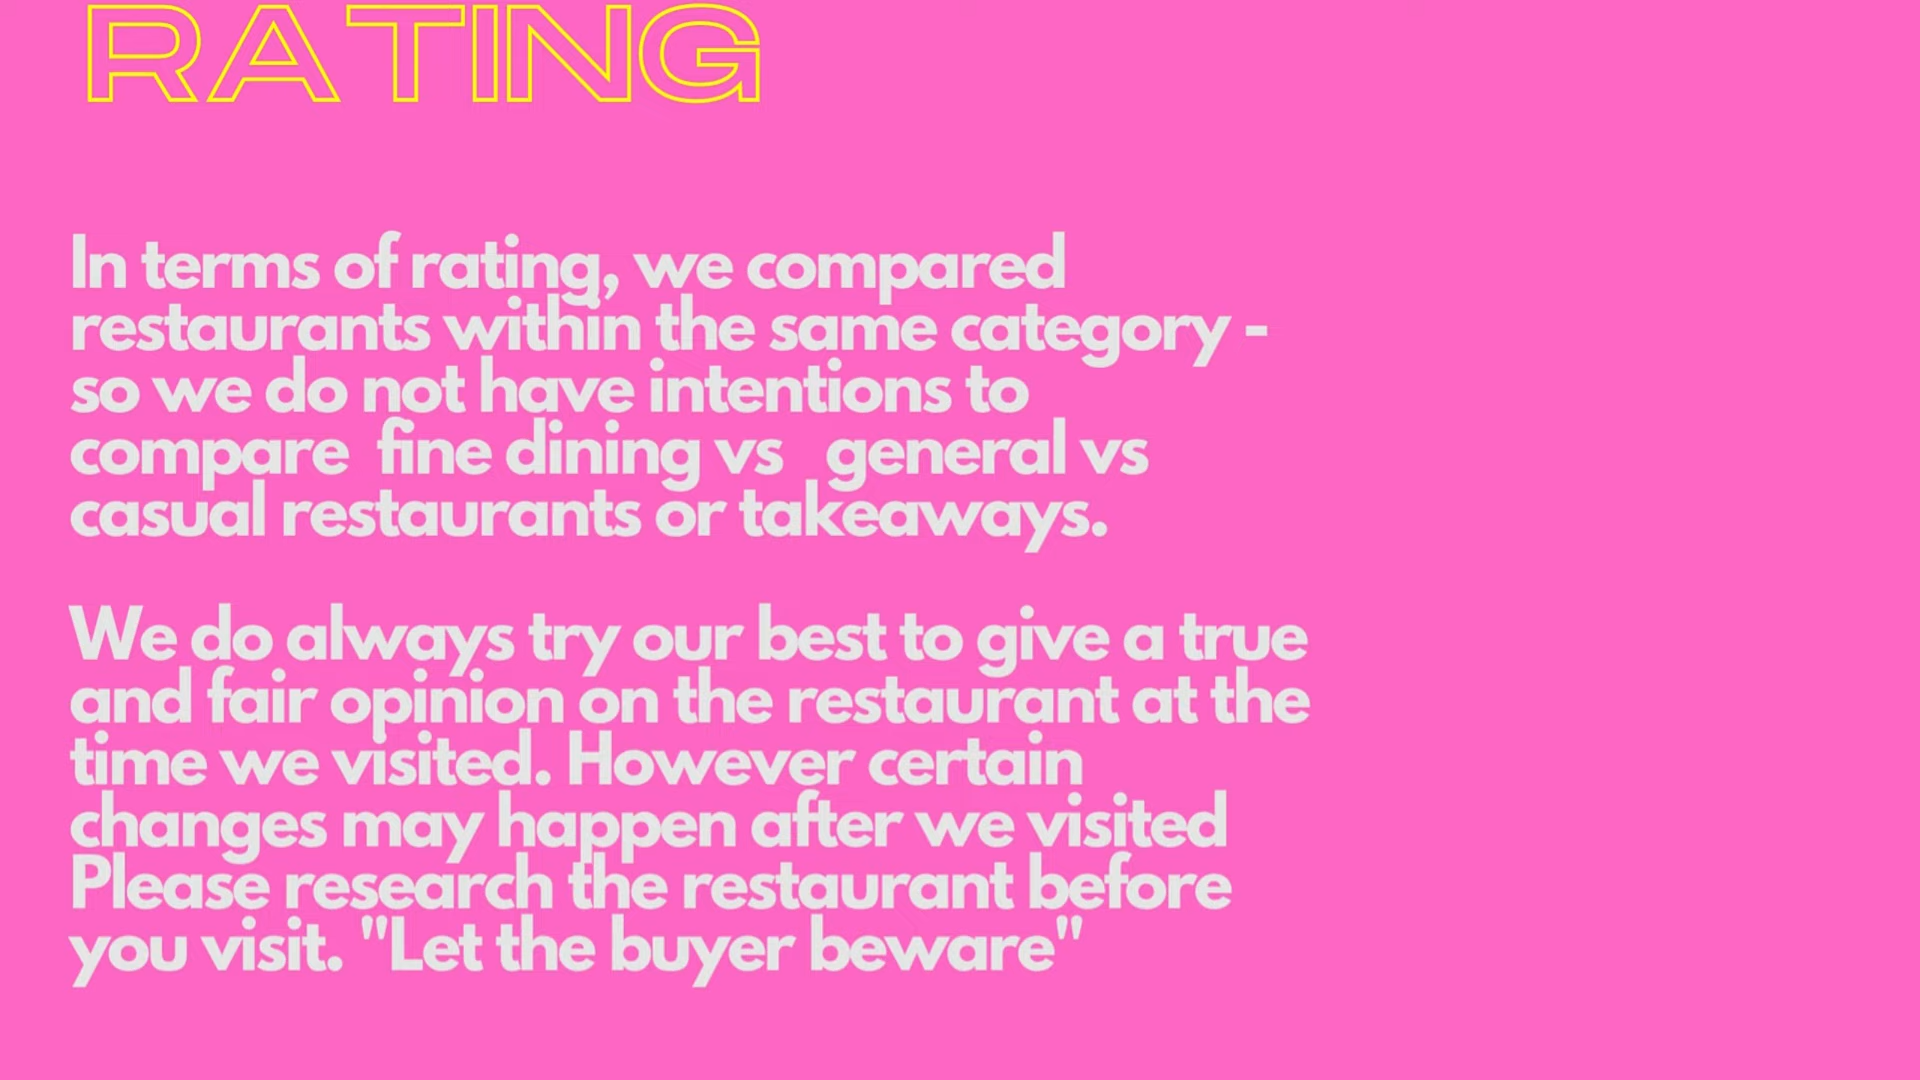 RATING
In terms of rating, we compared
restaurants within the same category -
so we do not have intentions to
compare  fine dining vs   general vs
casual restaurants or takeaways.
We do always try our best to give a true
and fair opinion on the restaurant at the
time we visited. However certain
changes may happen after we visited
Please research the restaurant before
you visit. "Let the buyer beware"